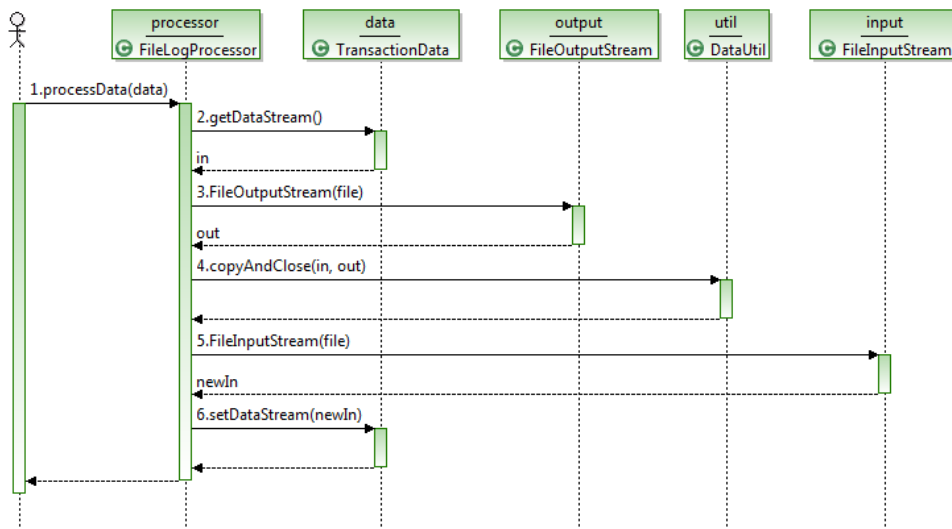 processor
FileLogProcessor
data
TransactionData
output
FileOutputStream
util
DataUtil
input
FileInputStream
1.processData(data)
2.getDataStream()
in
3.FileOutputStream(file)
out
4.copyAndClose(in, out)
5.FileInputStream(file)
newIn
6.setDataStream(newIn)